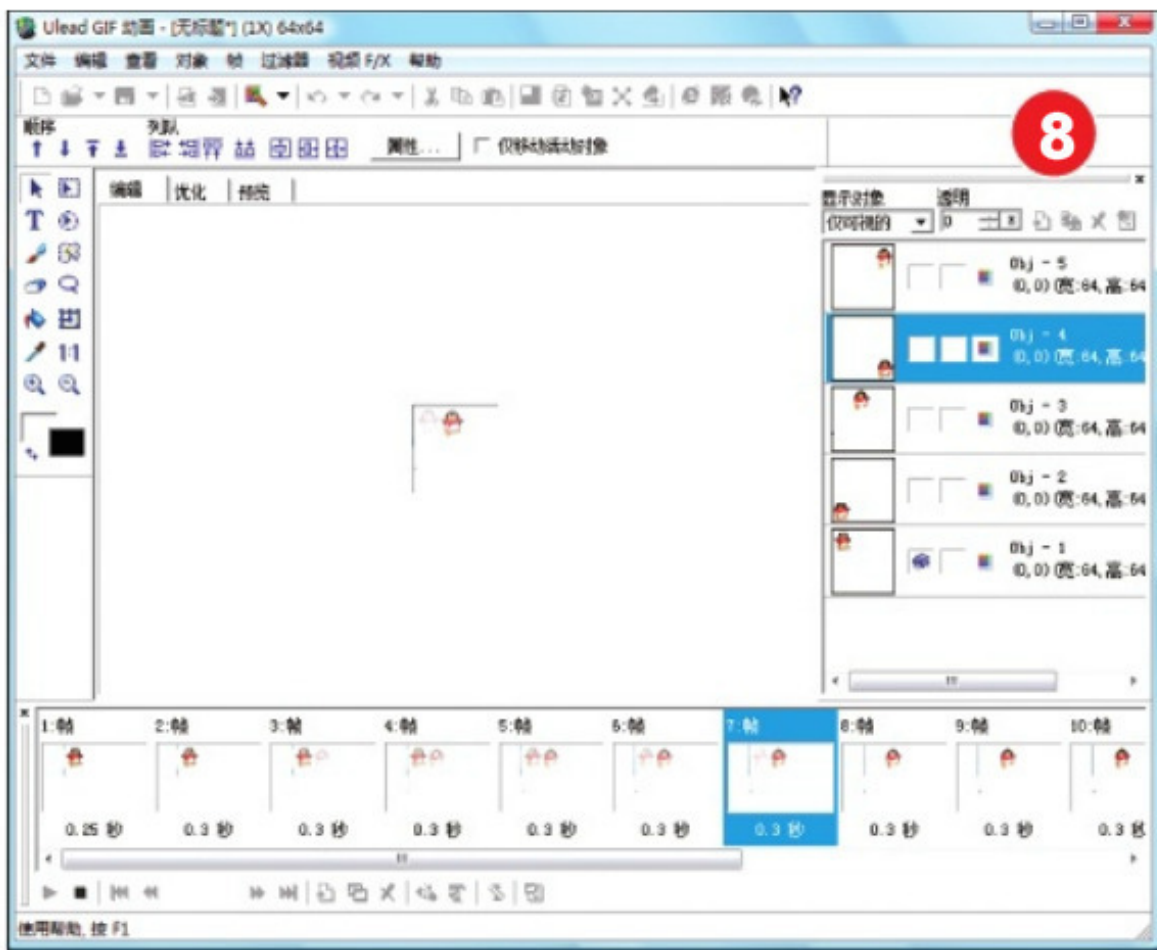 Ulead GIF 动画 - [无标题*] (1X) 64x64
文件 编辑 查看 对象 帧 过滤器 视频 F/X 帮助
顺序 列队
属性... 仅移动活动对象
8
编辑 优化 预览
显示对象 透明
仅可视的 0
T
1:1
Obj - 5
(0,0) (宽:64, 高:64
Obj - 4
(0,0) (宽:64, 高:64
Obj - 3
(0,0) (宽:64, 高:64
Obj - 2
(0,0) (宽:64, 高:64
Obj - 1
(0,0) (宽:64, 高:64
1:帧 2:帧 3:帧 4:帧 5:帧 6:帧 7:帧 8:帧 9:帧 10:帧
0.25 秒 0.3 秒 0.3 秒 0.3 秒 0.3 秒 0.3 秒 0.3 秒 0.3 秒 0.3 秒 0.3 秒
使用帮助, 按 F1